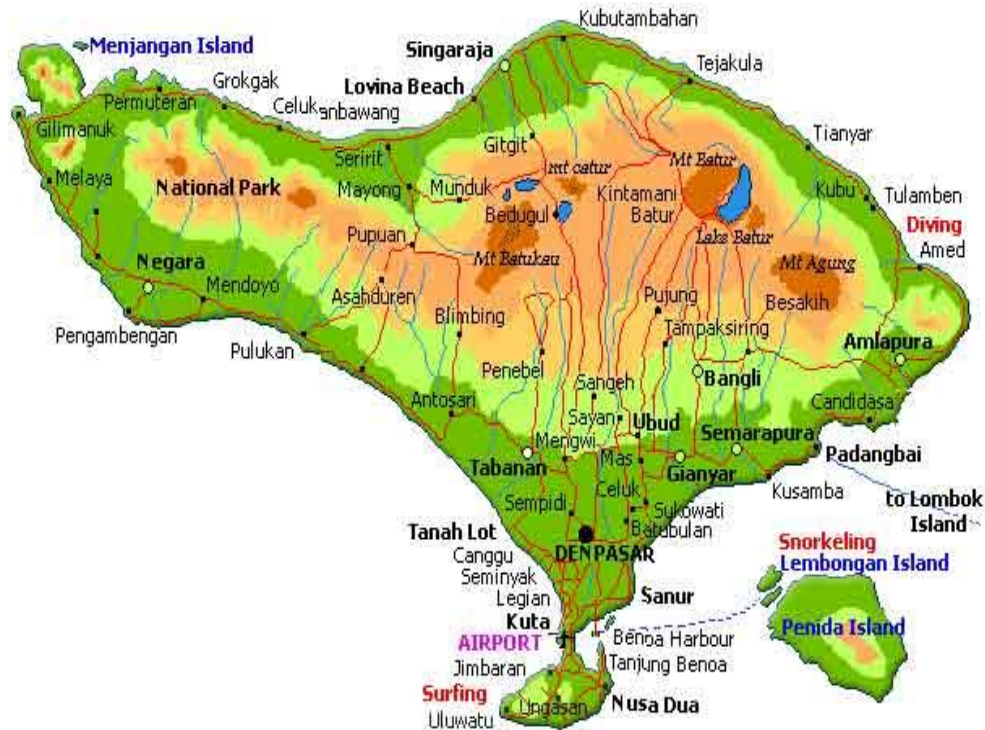 Kubutambahan
Menjangan Island
Singaraja
Tejakula
Lovina Beach
Grokgak
Permuteran
Celuk
anbawang
Gilimanuk
Tianyar
Gitgit
Seririt
mt catur
Mt Batur
Melaya
National Park
Mayong
Munduk
Kintamani
Kubu
Tulamben
Bedugul
Batur
Diving
Pupuan
Lake Batur
Amed
Negara
Mt Batukau
Mt Agung
Mendoyo
Asahduren
Pujung
Besakih
Blimbing
Tampaksiring
Pengambengan
Amlapura
Pulukan
Penebel
Bangli
Sangeh
Antosari
Candidasa
Sayan
Ubud
Semarapura
Mengwi
Padangbai
Tabanan
Mas
Gianyar
Celuk
Kusamba
to Lombok
Island
Sempidi
Sukowati
Batubulan
Tanah Lot
DENPASAR
Snorkeling
Canggu
Lembongan Island
Seminyak
Legian
Sanur
Kuta
Penida Island
AIRPORT
Benoa Harbour
Jimbaran
Tanjung Benoa
Surfing
Ungasan
Nusa Dua
Uluwatu